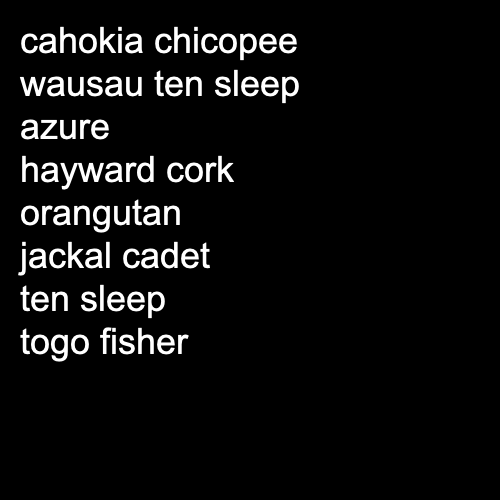 cahokia chicopee
wausau ten sleep
azure
hayward cork
orangutan
jackal cadet
ten sleep
togo fisher